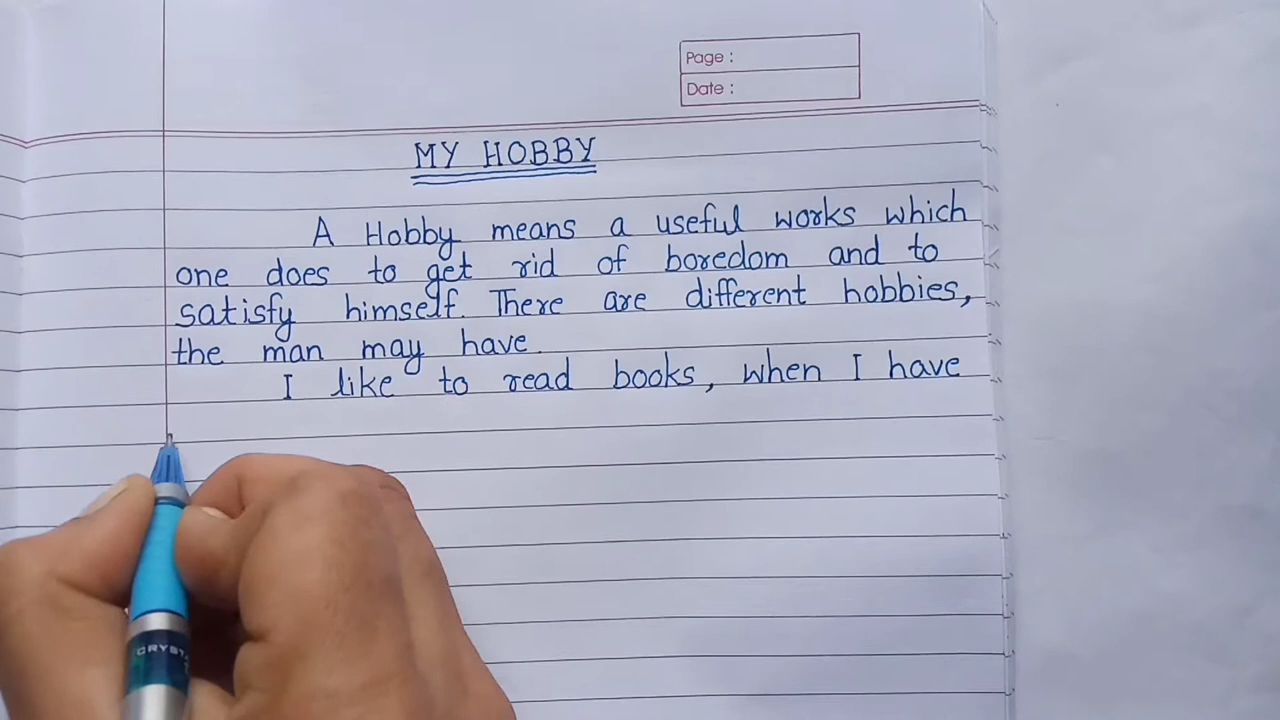 Page :
Date :
MY HOBBY
A Hobby means a useful works which
one does to get rid of boredom and to
satisfy himself. There are different hobbies,
the man may have.
I like to read books, when I have
CRYST